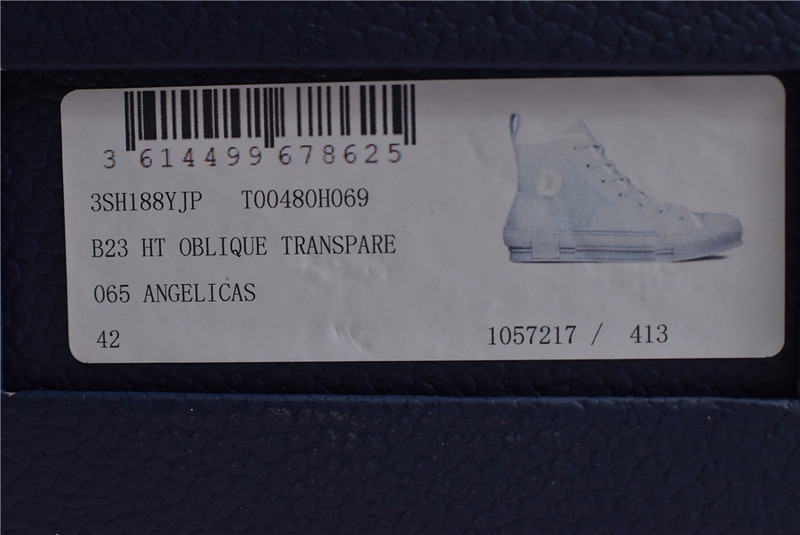 3 614499 678625
3SH188YJP T00480H069
B23 HT OBLIQUE TRANSPARE
065 ANGELICAS
42
1057217 / 413